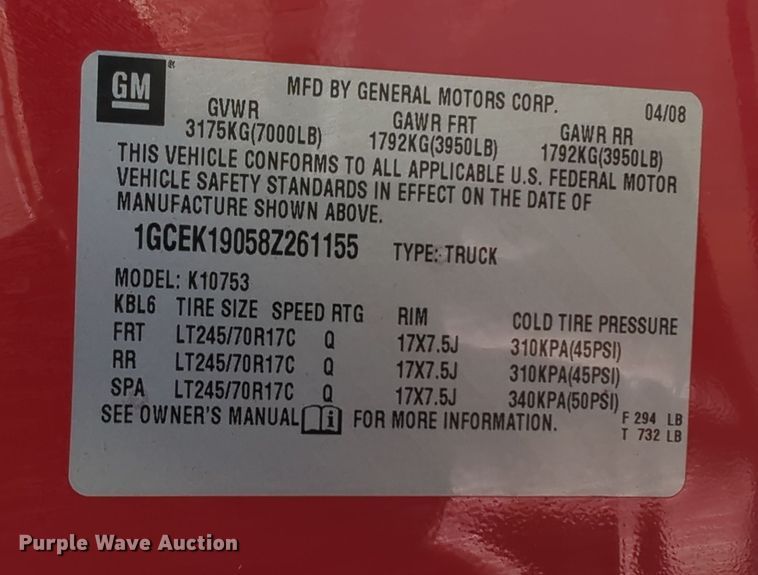 GM
MFD BY GENERAL MOTORS CORP. 04/08
GVWR GAWR FRT GAWR RR
3175KG(7000LB) 1792KG(3950LB) 1792KG(3950LB)
THIS VEHICLE CONFORMS TO ALL APPLICABLE U.S. FEDERAL MOTOR
VEHICLE SAFETY STANDARDS IN EFFECT ON THE DATE OF
MANUFACTURE SHOWN ABOVE.
1GCEK19058Z261155 TYPE: TRUCK
MODEL: K10753
KBL6 TIRE SIZE SPEED RTG RIM COLD TIRE PRESSURE
FRT LT245/70R17C Q 17X7.5J 310KPA(45PSI)
RR LT245/70R17C Q 17X7.5J 310KPA(45PSI)
SPA LT245/70R17C Q 17X7.5J 340KPA(50PSI)
SEE OWNER'S MANUAL i FOR MORE INFORMATION. F 294 LB
T 732 LB
Purple Wave Auction